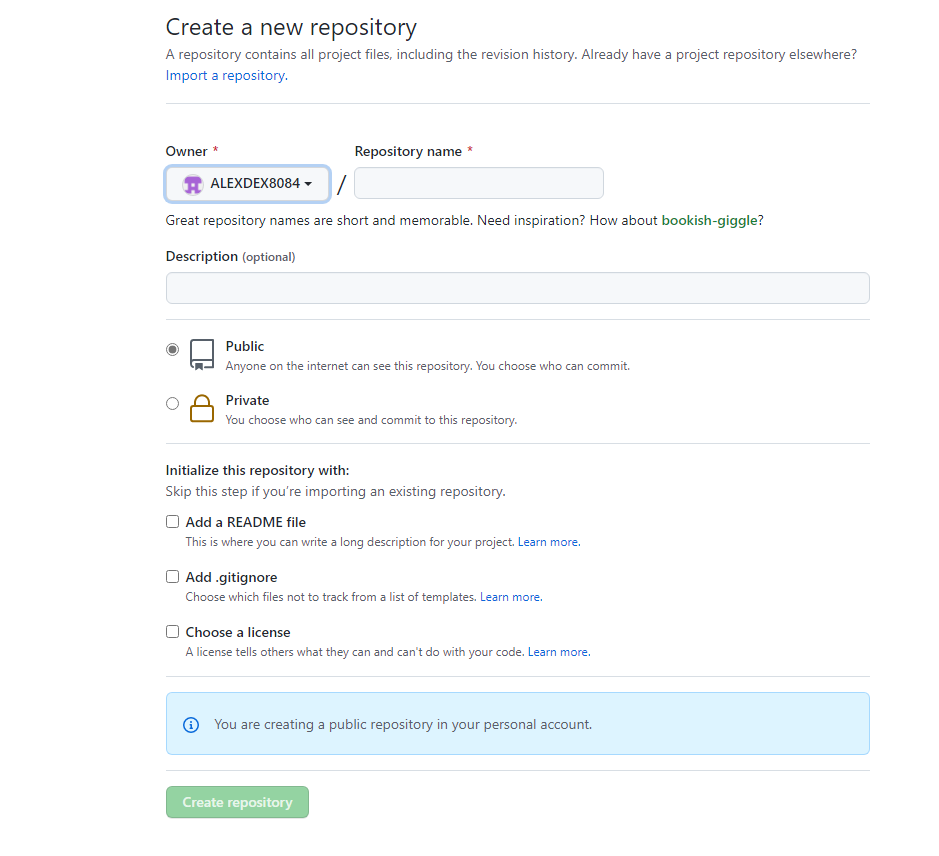 Create a new repository
A repository contains all project files, including the revision history. Already have a project repository elsewhere?
Import a repository.
Owner * Repository name *
ALEXDEX8084 /
Great repository names are short and memorable. Need inspiration? How about bookish-giggle?
Description (optional)
Public
Anyone on the internet can see this repository. You choose who can commit.
Private
You choose who can see and commit to this repository.
Initialize this repository with:
Skip this step if you're importing an existing repository.
Add a README file
This is where you can write a long description for your project. Learn more.
Add .gitignore
Choose which files not to track from a list of templates. Learn more.
Choose a license
A license tells others what they can and can't do with your code. Learn more.
You are creating a public repository in your personal account.
Create repository